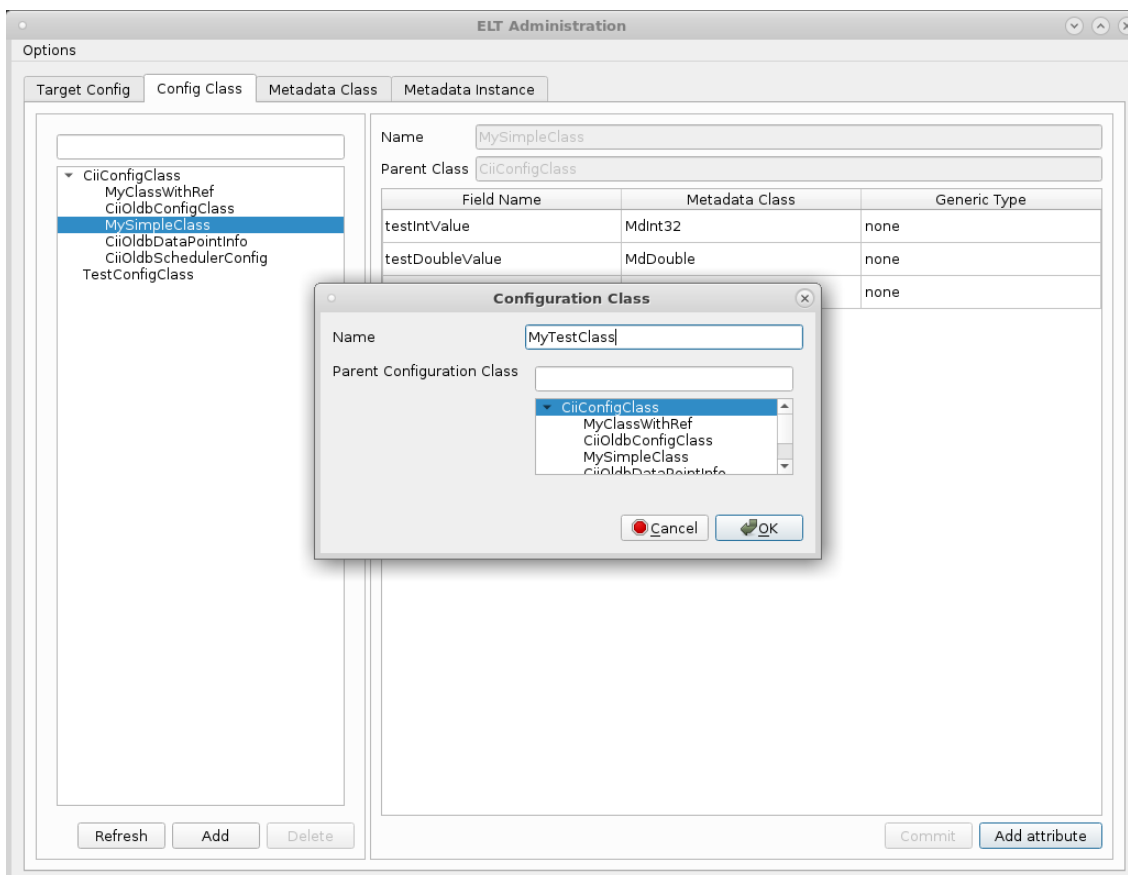 ELT Administration
Options
Target Config Config Class Metadata Class Metadata Instance
Name MySimpleClass
Parent Class CiiConfigClass
CiiConfigClass
MyClassWithRef
CiiOldbConfigClass
MySimpleClass
CiiOldbDataPointInfo
CiiOldbSchedulerConfig
TestConfigClass
Field Name Metadata Class Generic Type
testIntValue MdInt32 none
testDoubleValue MdDouble none
none
Configuration Class
Name MyTestClass
Parent Configuration Class
CiiConfigClass
MyClassWithRef
CiiOldbConfigClass
MySimpleClass
CiiOldbDataPointInfo
Cancel OK
Refresh Add Delete
Commit Add attribute